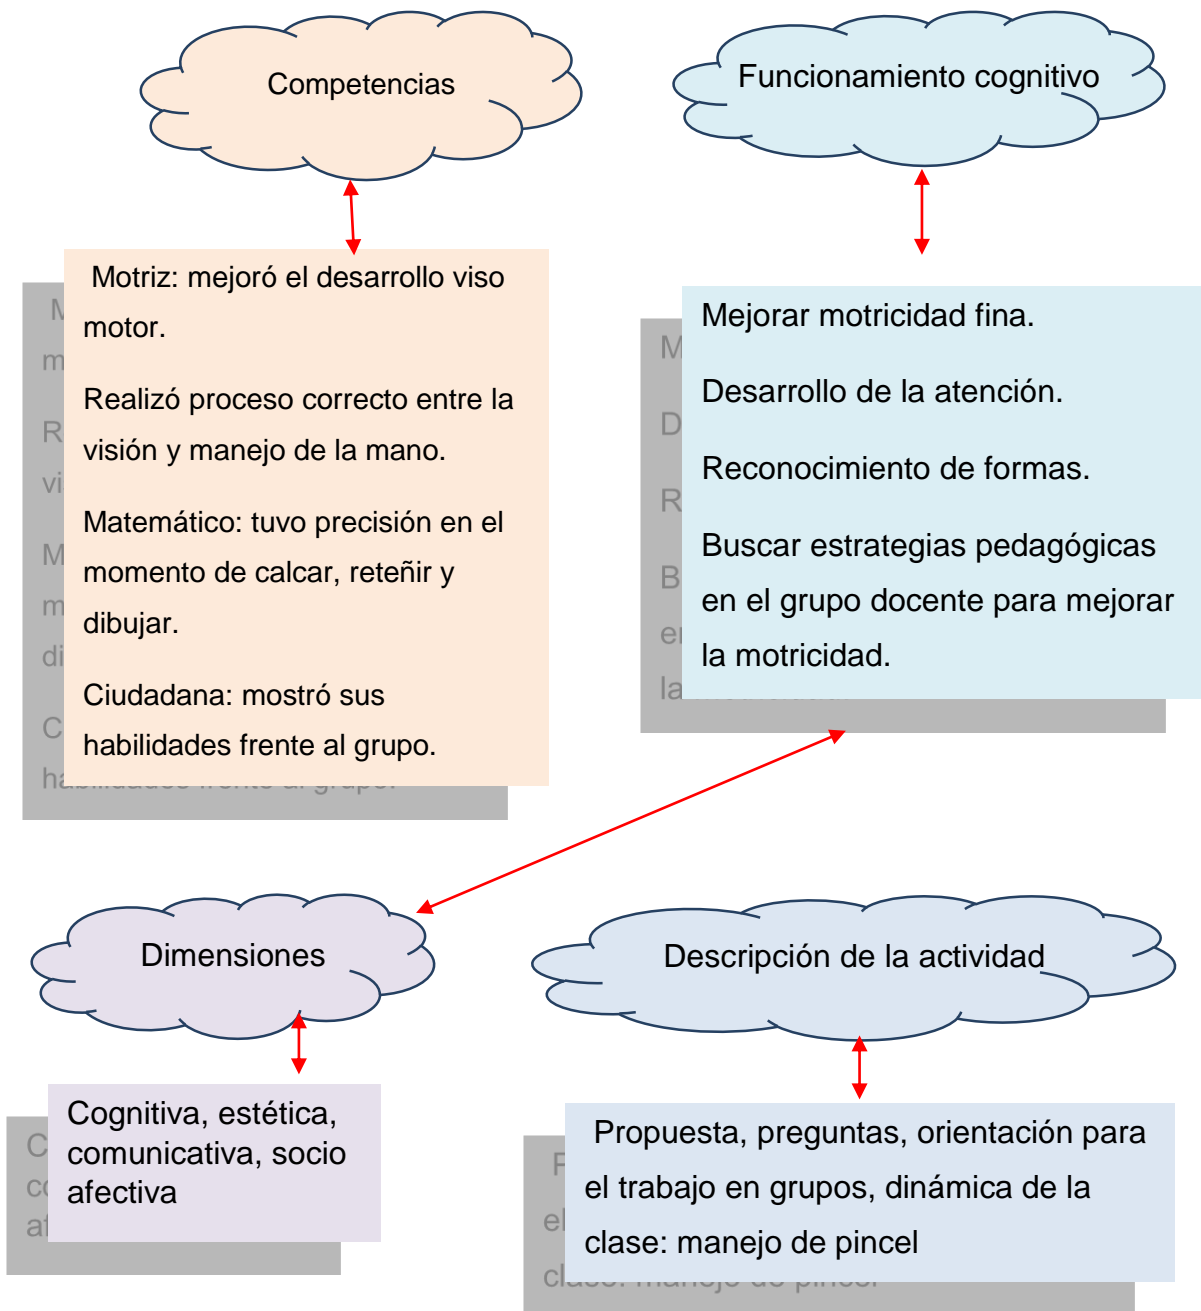 Competencias
Funcionamiento cognitivo
Motriz: mejoró el desarrollo viso
motor.
Realizó proceso correcto entre la
visión y manejo de la mano.
Matemático: tuvo precisión en el
momento de calcar, reteñir y
dibujar.
Ciudadana: mostró sus
habilidades frente al grupo.
Mejorar motricidad fina.
Desarrollo de la atención.
Reconocimiento de formas.
Buscar estrategias pedagógicas
en el grupo docente para mejorar
la motricidad.
Dimensiones
Descripción de la actividad
Cognitiva, estética,
comunicativa, socio
afectiva
Propuesta, preguntas, orientación para
el trabajo en grupos, dinámica de la
clase: manejo de pincel